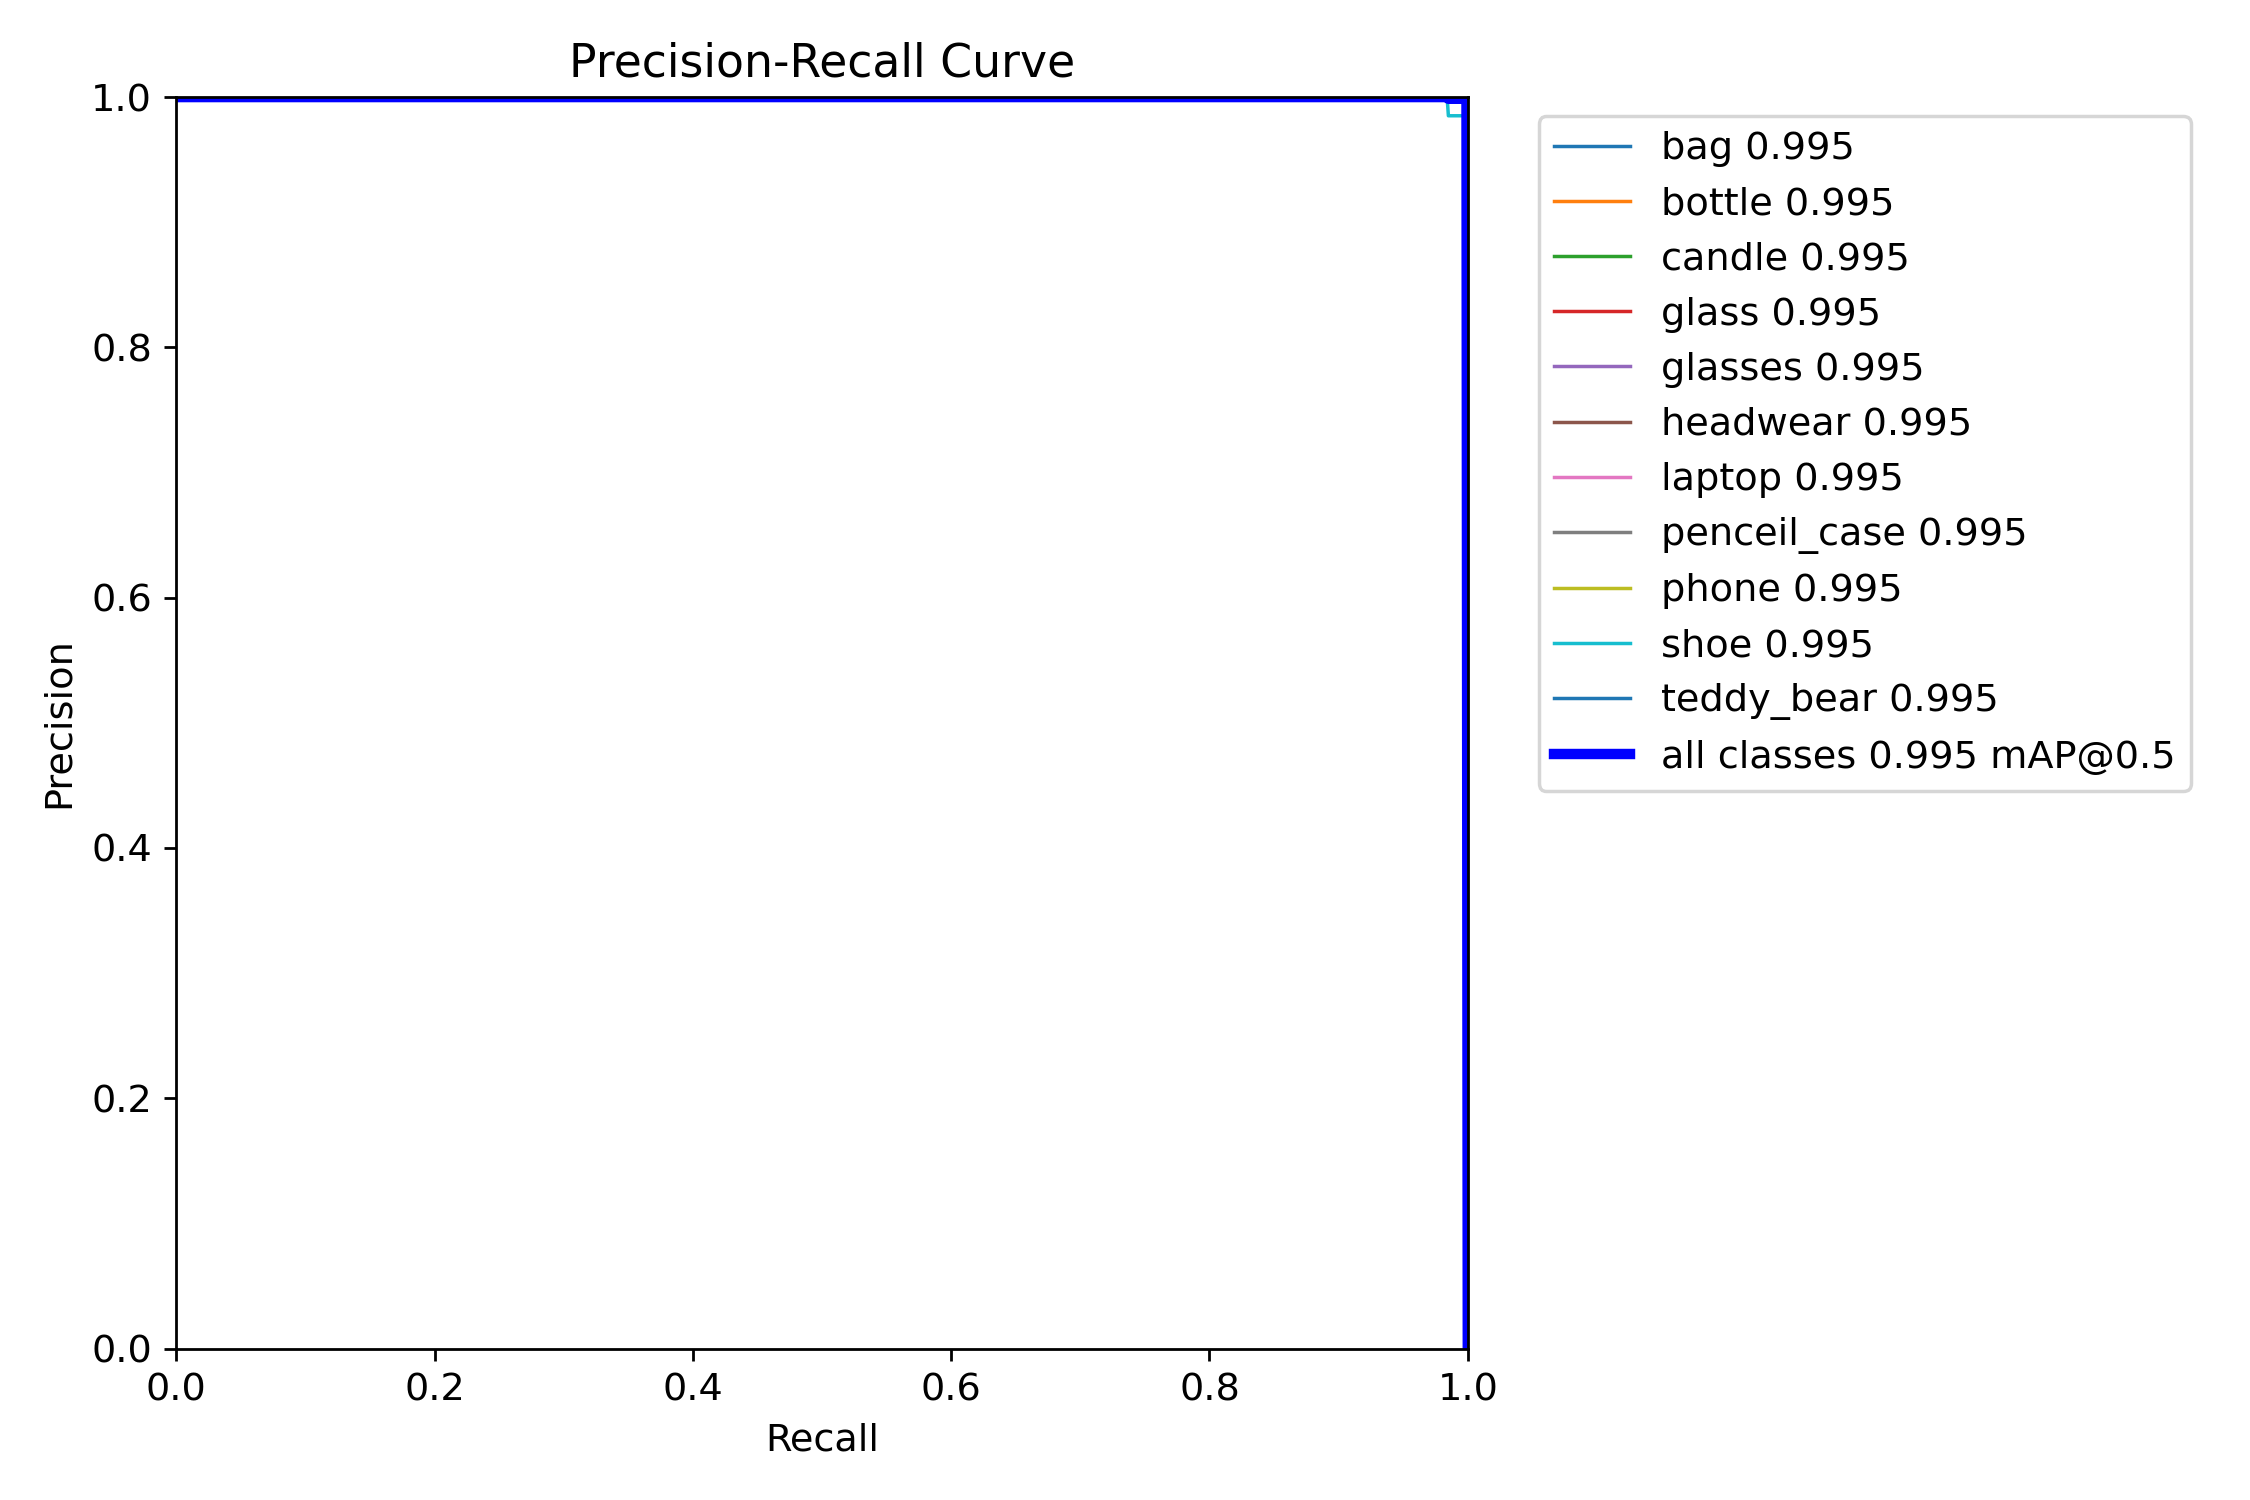 Precision-Recall Curve
1.0
0.8
0.6
0.4
0.2
0.0
Precision
0.0 0.2 0.4 0.6 0.8 1.0
Recall
bag 0.995
bottle 0.995
candle 0.995
glass 0.995
glasses 0.995
headwear 0.995
laptop 0.995
penceil_case 0.995
phone 0.995
shoe 0.995
teddy_bear 0.995
all classes 0.995 mAP@0.5